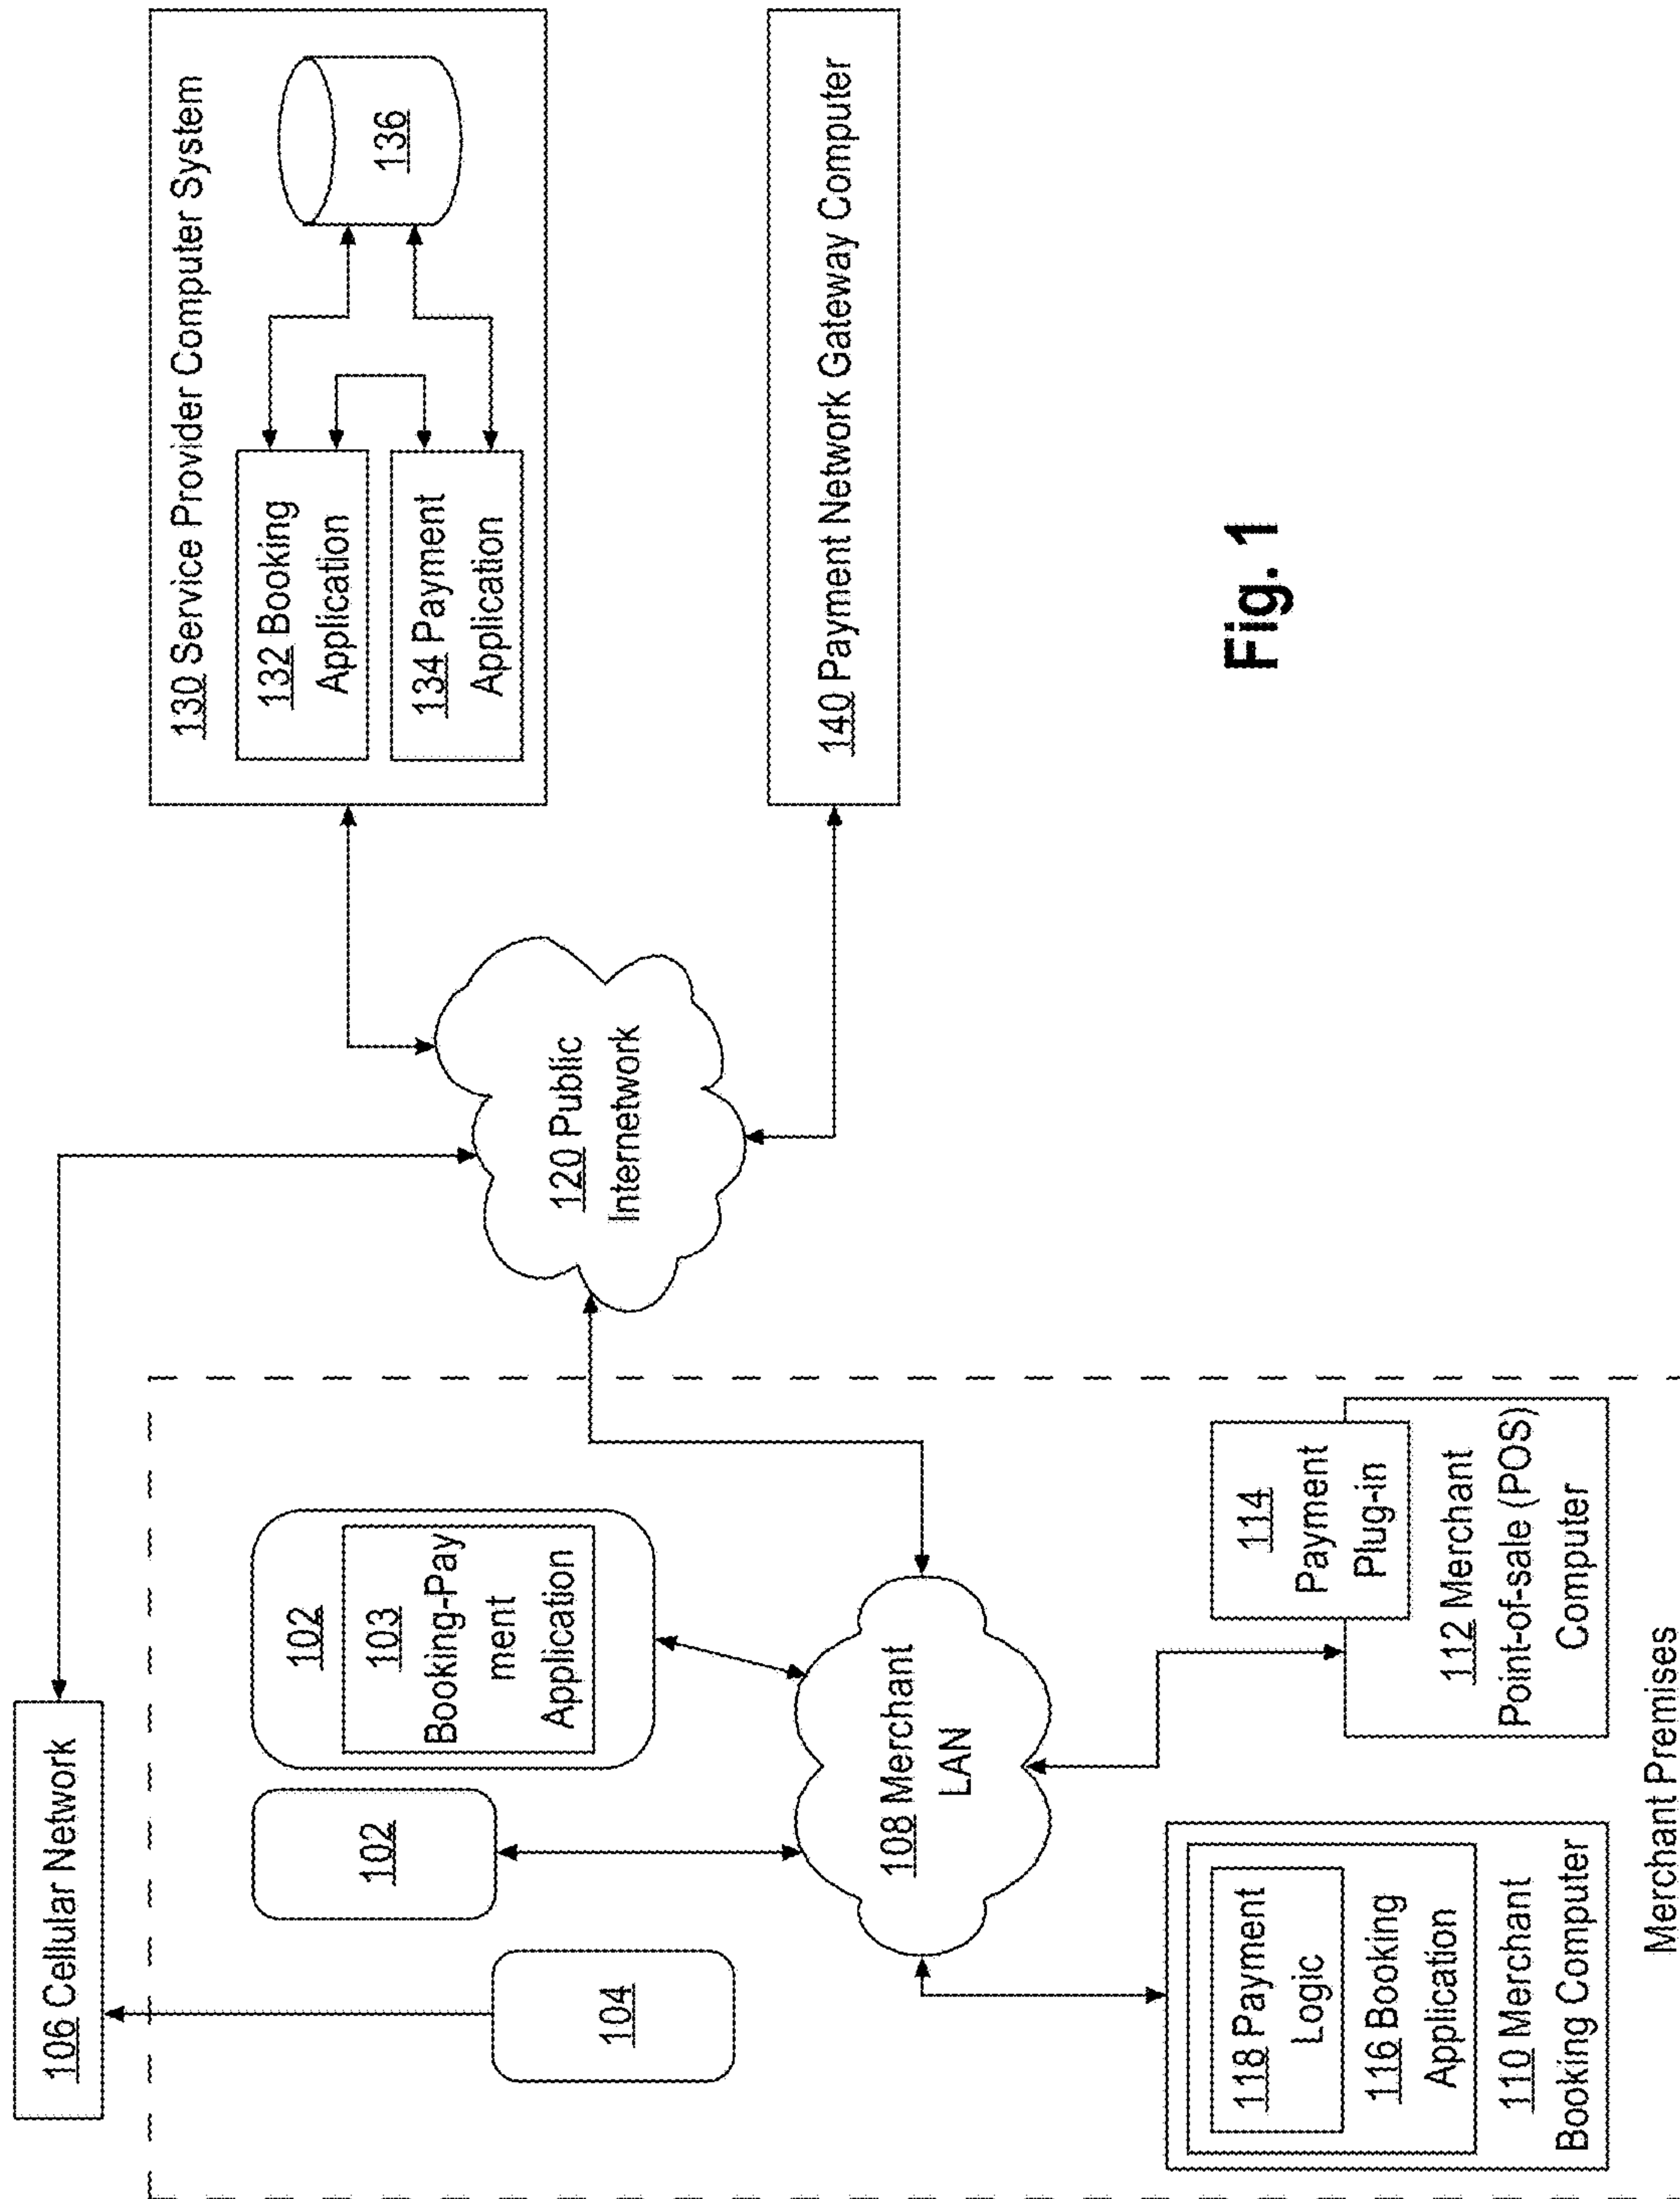 106 Cellular Network
130 Service Provider Computer System
132 Booking
Application
134 Payment
Application
136
104
102
102
103
Booking-Pay
ment
Application
120 Public
Internetwork
140 Payment Network Gateway Computer
108 Merchant
LAN
118 Payment
Logic
116 Booking
Application
110 Merchant
Booking Computer
114
Payment
Plug-in
112 Merchant
Point-of-sale (POS)
Computer
Merchant Premises
Fig. 1